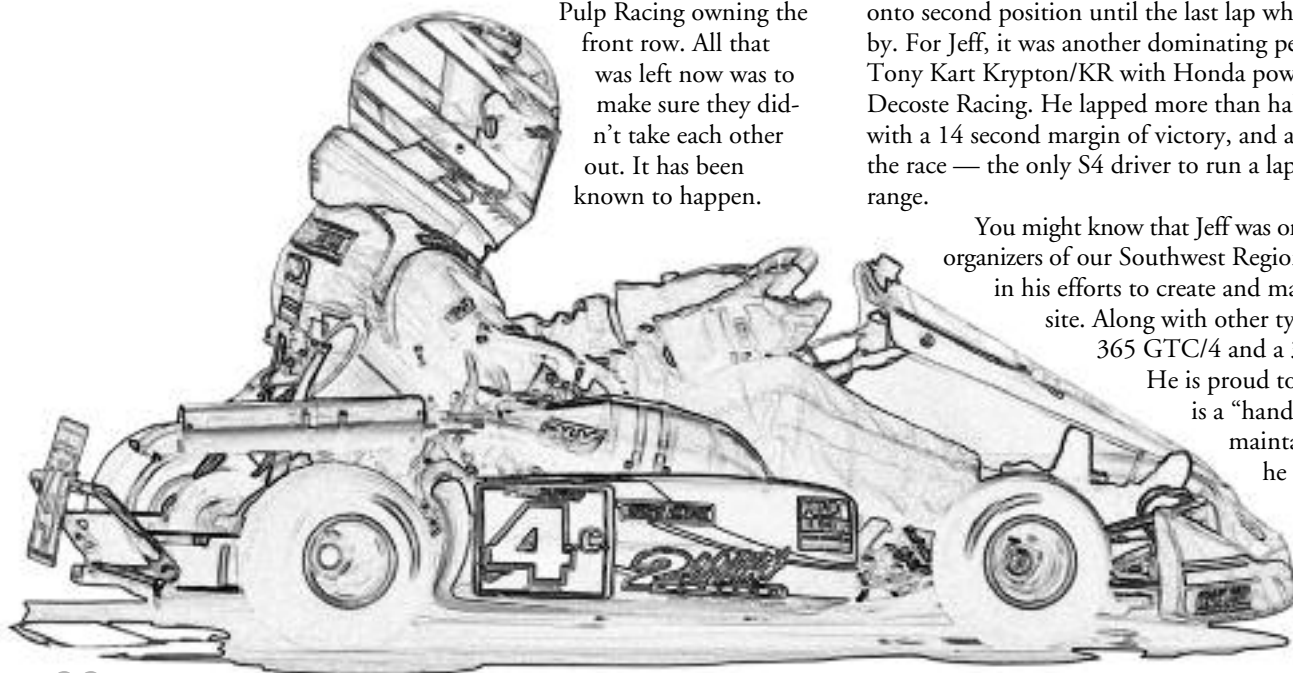 Pulp Racing owning the
front row. All that
was left now was to
make sure they did-
n't take each other
out. It has been
known to happen.
onto second position until the last lap wh
by. For Jeff, it was another dominating pe
Tony Kart Krypton/KR with Honda pow
Decoste Racing. He lapped more than ha
with a 14 second margin of victory, and a
the race — the only S4 driver to run a lap
range.
You might know that Jeff was or
organizers of our Southwest Region
in his efforts to create and ma
site. Along with other ty
365 GTC/4 and a
He is proud to
is a “hand
mainta
he
4c